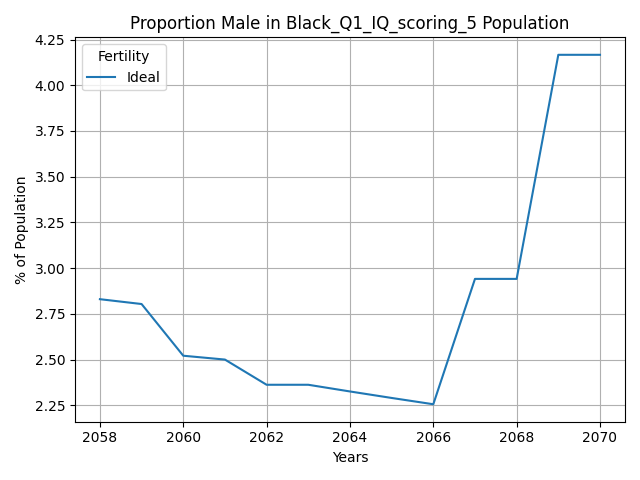 Proportion Male in Black_Q1_IQ_scoring_5 Population
4.25
4.00
3.75
3.50
3.25
3.00
2.75
2.50
2.25
% of Population
Fertility
Ideal
2058 2060 2062 2064 2066 2068 2070
Years